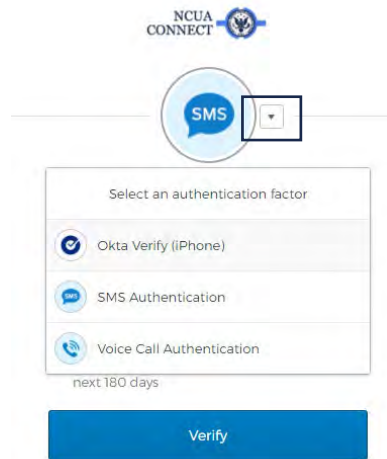 NCUA
CONNECT
SMS
Select an authentication factor
Okta Verify (iPhone)
SMS
SMS Authentication
Voice Call Authentication
next 180 days
Verify